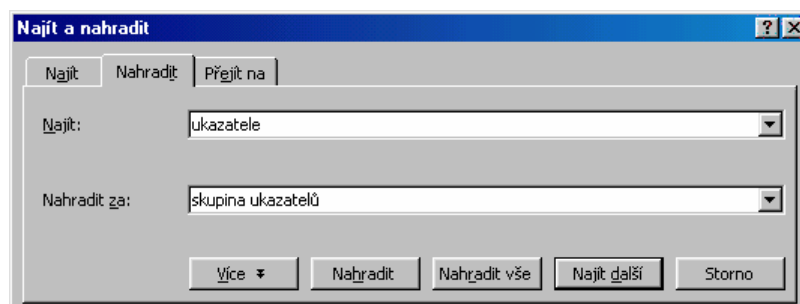 Najít a nahradit
Najít Nahradit Přejít na
Najít: ukazatele
Nahradit za: skupina ukazatelů
Více Nahradit Nahradit vše Najít další Storno